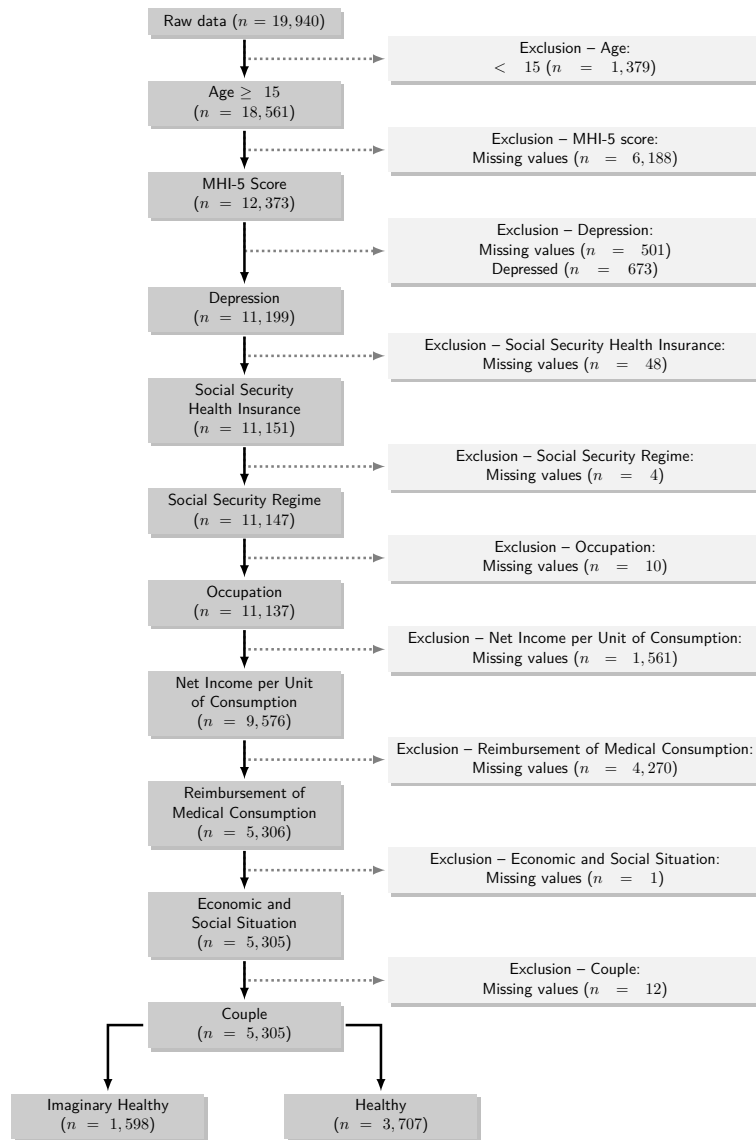 Raw data (n = 19, 940)
Exclusion – Age:
< 15 (n = 1, 379)
Age ≥ 15
(n = 18, 561)
Exclusion – MHI-5 score:
Missing values (n = 6, 188)
MHI-5 Score
(n = 12, 373)
Exclusion – Depression:
Missing values (n = 501)
Depressed (n = 673)
Depression
(n = 11, 199)
Exclusion – Social Security Health Insurance:
Missing values (n = 48)
Social Security
Health Insurance
(n = 11, 151)
Exclusion – Social Security Regime:
Missing values (n = 4)
Social Security Regime
(n = 11, 147)
Exclusion – Occupation:
Missing values (n = 10)
Occupation
(n = 11, 137)
Exclusion – Net Income per Unit of Consumption:
Missing values (n = 1, 561)
Net Income per Unit
of Consumption
(n = 9, 576)
Exclusion – Reimbursement of Medical Consumption:
Missing values (n = 4, 270)
Reimbursement of
Medical Consumption
(n = 5, 306)
Exclusion – Economic and Social Situation:
Missing values (n = 1)
Economic and
Social Situation
(n = 5, 305)
Exclusion – Couple:
Missing values (n = 12)
Couple
(n = 5, 305)
Imaginary Healthy
(n = 1, 598)
Healthy
(n = 3, 707)